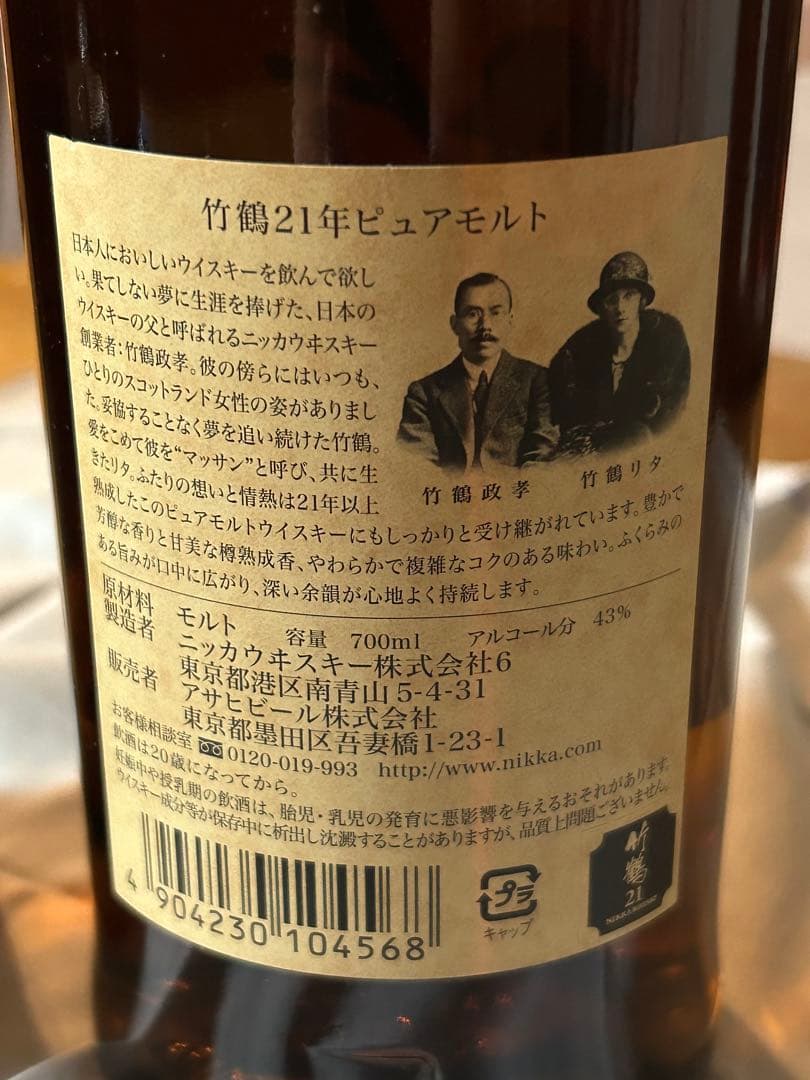 竹鶴21年ピュアモルト
日本人においしいウイスキーを飲んで欲し
い。果てしない夢に生涯を捧げた、日本の
ウイスキーの父と呼ばれるニッカウヰスキー
創業者：竹鶴政孝。彼の傍らにはいつも、
ひとりのスコットランド女性の姿がありまし
た。妥協することなく夢を追い続けた竹鶴。
愛をこめて彼を“マッサン”と呼び、共に生
きたリタ。ふたりの想いと情熱は21年以上
熟成したこのピュアモルトウイスキーにもしっかりと受け継がれています。豊かで
芳醇な香りと甘美な樽熟成香、やわらかで複雑なコクのある味わい。ふくらみの
ある旨みが口中に広がり、深い余韻が心地よく持続します。
竹鶴政孝
竹鶴リタ
原材料 モルト 容量 700ml アルコール分 43%
製造者 ニッカウヰスキー株式会社6
東京都港区南青山5-4-31
販売者 アサヒビール株式会社
東京都墨田区吾妻橋1-23-1
お客様相談室 0120-019-993 http://www.nikka.com
飲酒は20歳になってから。
妊娠中や授乳期の飲酒は、胎児・乳児の発育に悪影響を与えるおそれがあります。
ウイスキー成分等が保存中に析出し沈澱することがありますが、品質上問題ございません。
4 904230 104568
プラ
キャップ
竹鶴
21
NIKKA WHISKY